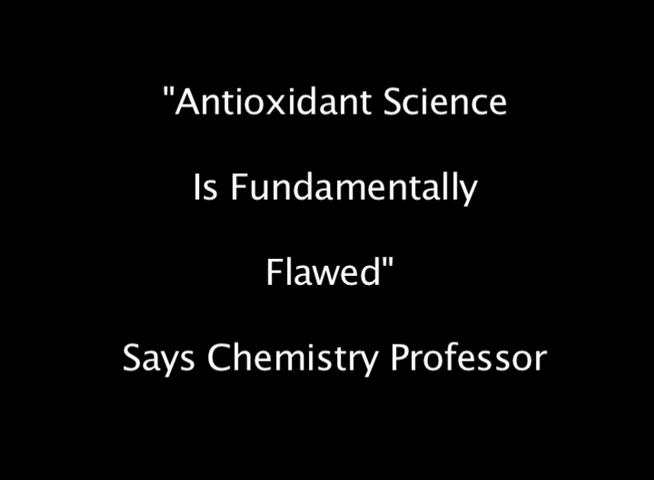 "Antioxidant Science
Is Fundamentally
Flawed"
Says Chemistry Professor